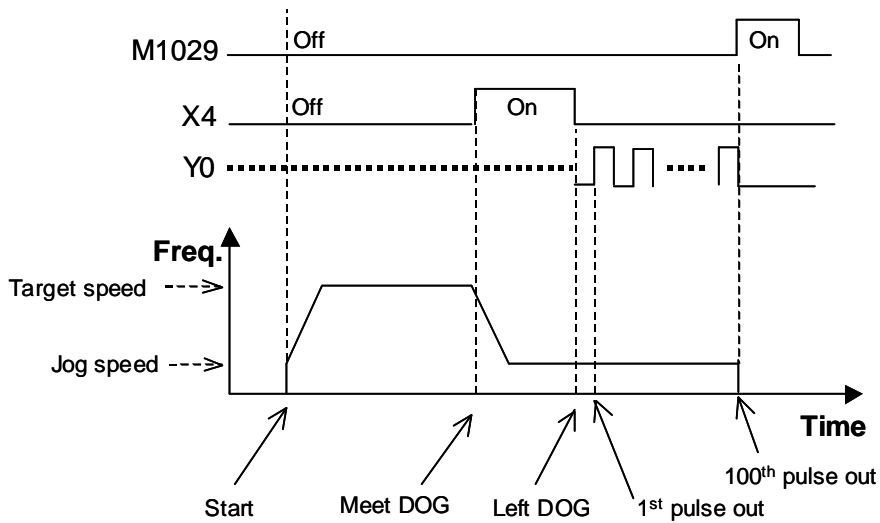 M1029
Off
On
X4
Off
On
Y0
Freq.
Target speed
Jog speed
Time
Start
Meet DOG
Left DOG
1st pulse out
100th pulse out